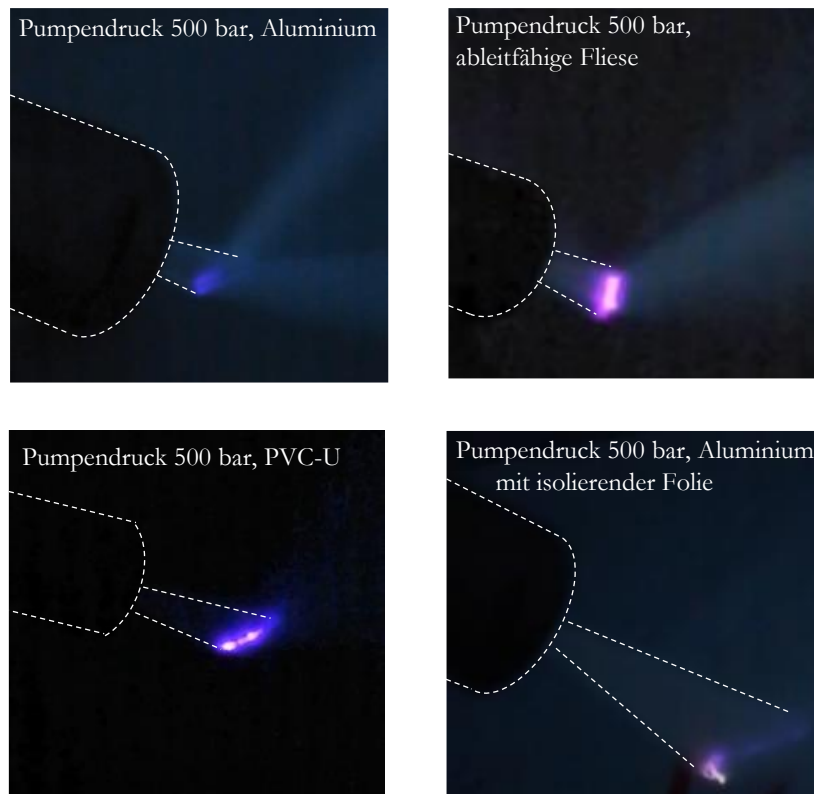 Pumpendruck 500 bar, Aluminium
Pumpendruck 500 bar,
ableitfähige Fliese
Pumpendruck 500 bar, PVC-U
Pumpendruck 500 bar, Aluminium
mit isolierender Folie